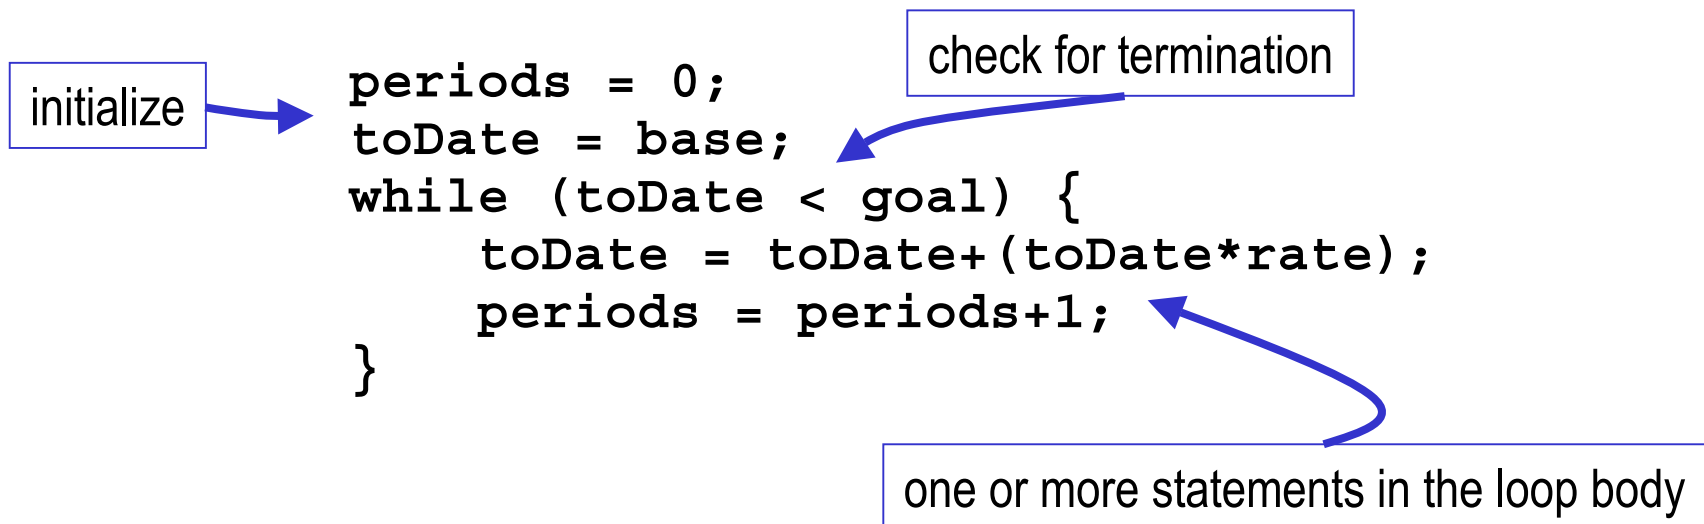 check for termination
initialize
periods = 0;
toDate = base;
while (toDate < goal) {
toDate = toDate+(toDate*rate);
periods = periods+1;
}
one or more statements in the loop body